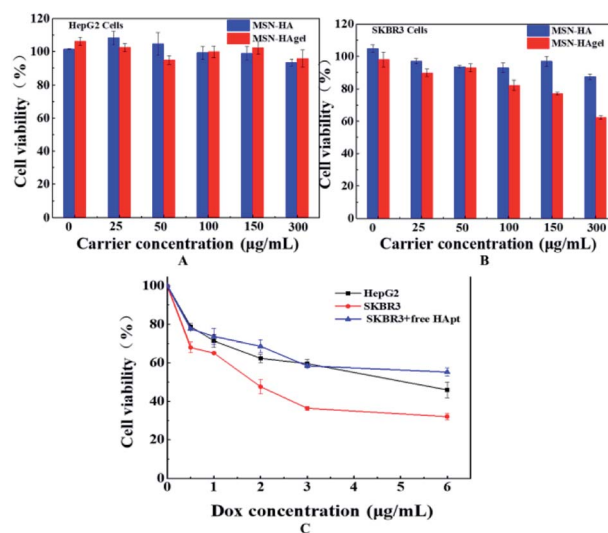 HepG2 Cells
MSN-HA
MSN-HAgel
Cell viability (%)
120
100
80
60
40
20
0
0 25 50 100 150 300
Carrier concentration (µg/mL)
A
SKBR3 Cells
MSN-HA
MSN-HAgel
Cell viability (%)
120
100
80
60
40
20
0
0 25 50 100 150 300
Carrier concentration (µg/mL)
B
HepG2
SKBR3
SKBR3+free HApt
Cell viability (%)
100
80
60
40
20
0
0 1 2 3 6
Dox concentration (µg/mL)
C